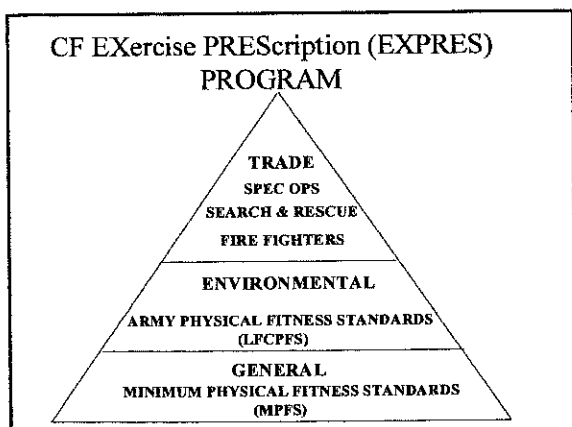 CF EXercise PREScription (EXPRES)
PROGRAM
TRADE
SPEC OPS
SEARCH & RESCUE
FIRE FIGHTERS
ENVIRONMENTAL
ARMY PHYSICAL FITNESS STANDARDS
(LFCPFS)
GENERAL
MINIMUM PHYSICAL FITNESS STANDARDS
(MPFS)